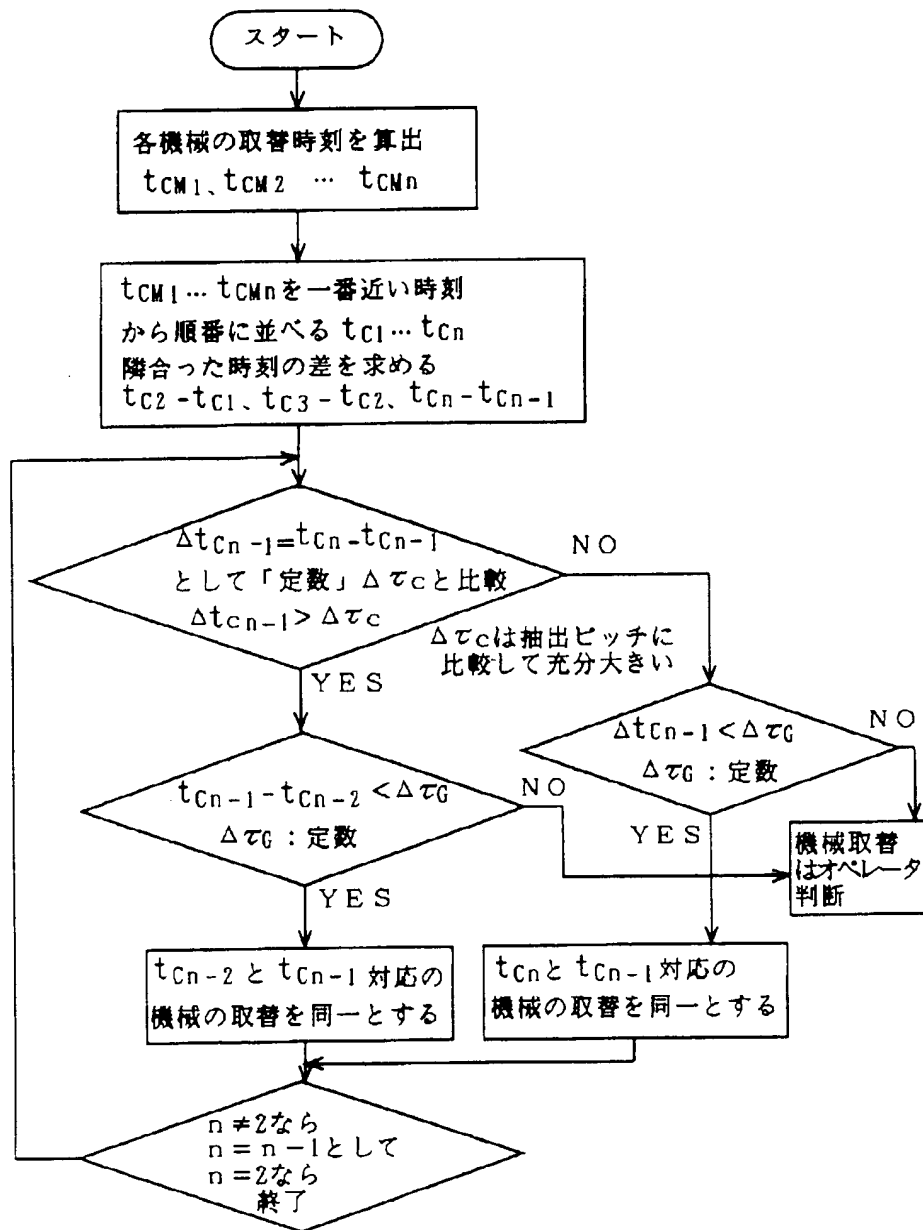 スタート
各機械の取替時刻を算出
tCM1、tCM2 … tCMn
tCM1…tCMnを一番近い時刻
から順番に並べる tC1…tCn
隣合った時刻の差を求める
tC2-tC1、tC3-tC2、tCn-tCn-1
ΔtCn-1=tCn-tCn-1
として「定数」Δτcと比較
Δtcn-1>Δτc
NO
Δτcは抽出ピッチに
比較して充分大きい
YES
ΔtCn-1<ΔτG
ΔτG:定数
NO
YES
tCn-1-tCn-2<ΔτG
ΔτG:定数
NO
YES
機械取替
はオペレータ
判断
tCn-2とtCn-1対応の
機械の取替を同一とする
tCnとtCn-1対応の
機械の取替を同一とする
n≠2なら
n=n-1として
n=2なら
終了